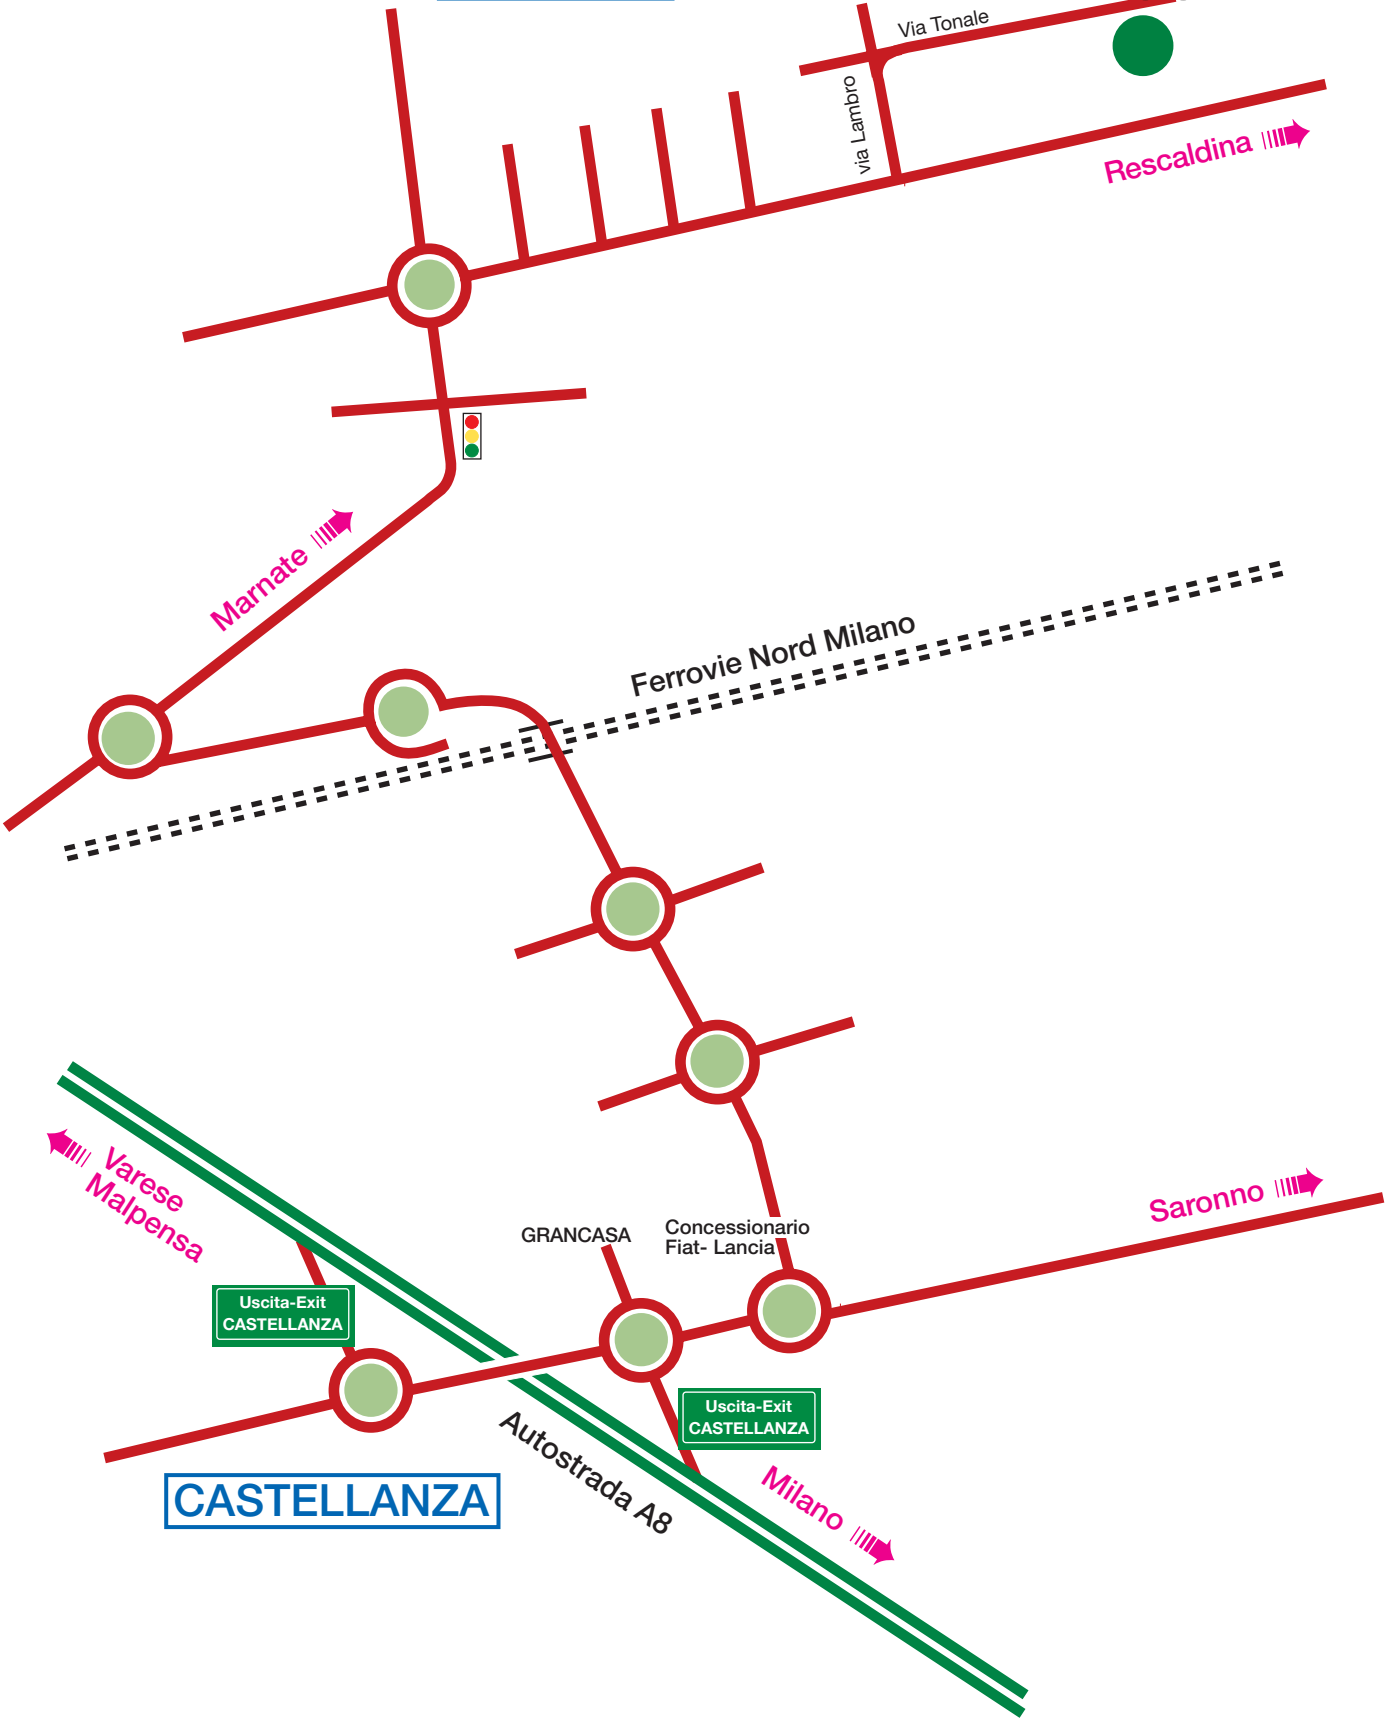 Via Tonale
via Lambro
Rescaldina
Marnate
Ferrovie Nord Milano
Varese
Malpensa
Saronno
GRANCASA
Concessionario
Fiat- Lancia
Uscita-Exit
CASTELLANZA
Uscita-Exit
CASTELLANZA
Autostrada A8
CASTELLANZA
Milano